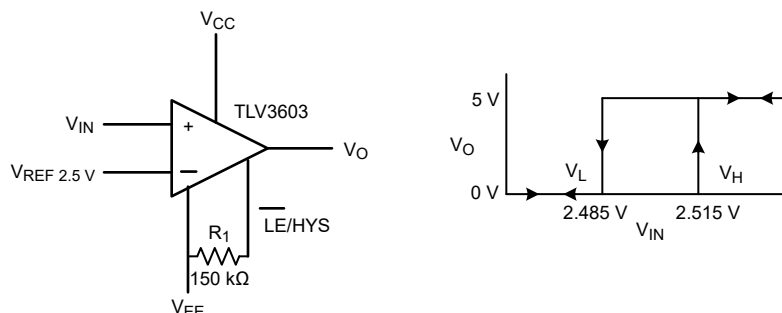 VCC
TLV3603
VIN
+
VREF 2.5 V
−
VO
LE/HYS
R1
150 kΩ
VEE
5 V
VO
0 V
VL
VH
2.485 V
2.515 V
VIN